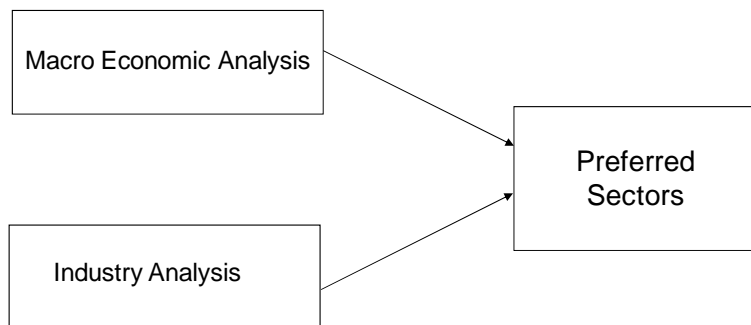 Macro Economic Analysis
Preferred
Sectors
Industry Analysis